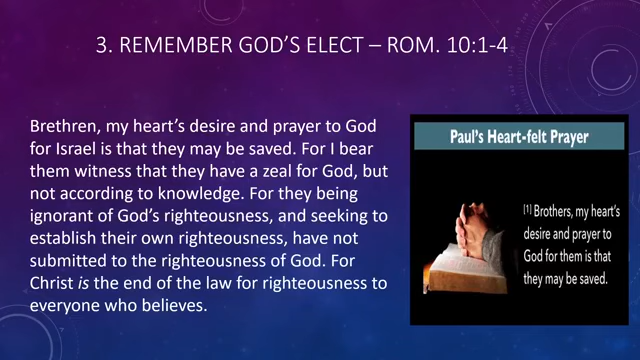 3. REMEMBER GOD'S ELECT – ROM. 10:1-4
Brethren, my heart's desire and prayer to God
for Israel is that they may be saved. For I bear
them witness that they have a zeal for God, but
not according to knowledge. For they being
ignorant of God's righteousness, and seeking to
establish their own righteousness, have not
submitted to the righteousness of God. For
Christ is the end of the law for righteousness to
everyone who believes.
Paul's Heart-felt Prayer
[1] Brothers, my heart's
desire and prayer to
God for them is that
they may be saved.